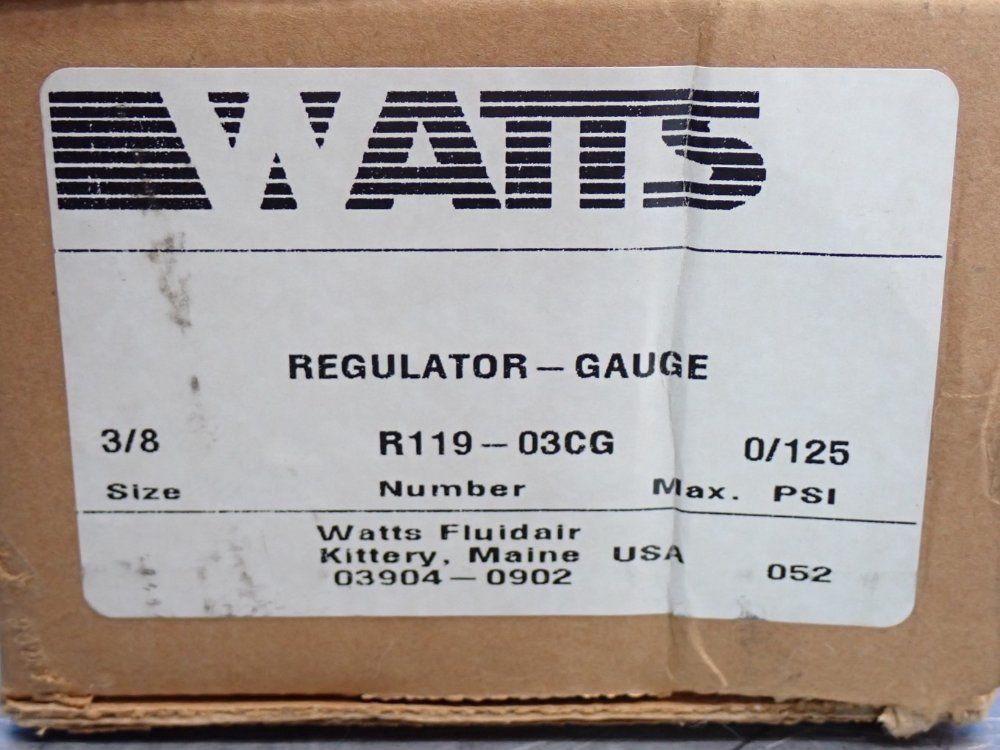 WATTS
REGULATOR - GAUGE
3/8 R119-03CG 0/125
Size Number Max. PSI
Watts Fluidair
Kittery, Maine USA
03904-0902 052